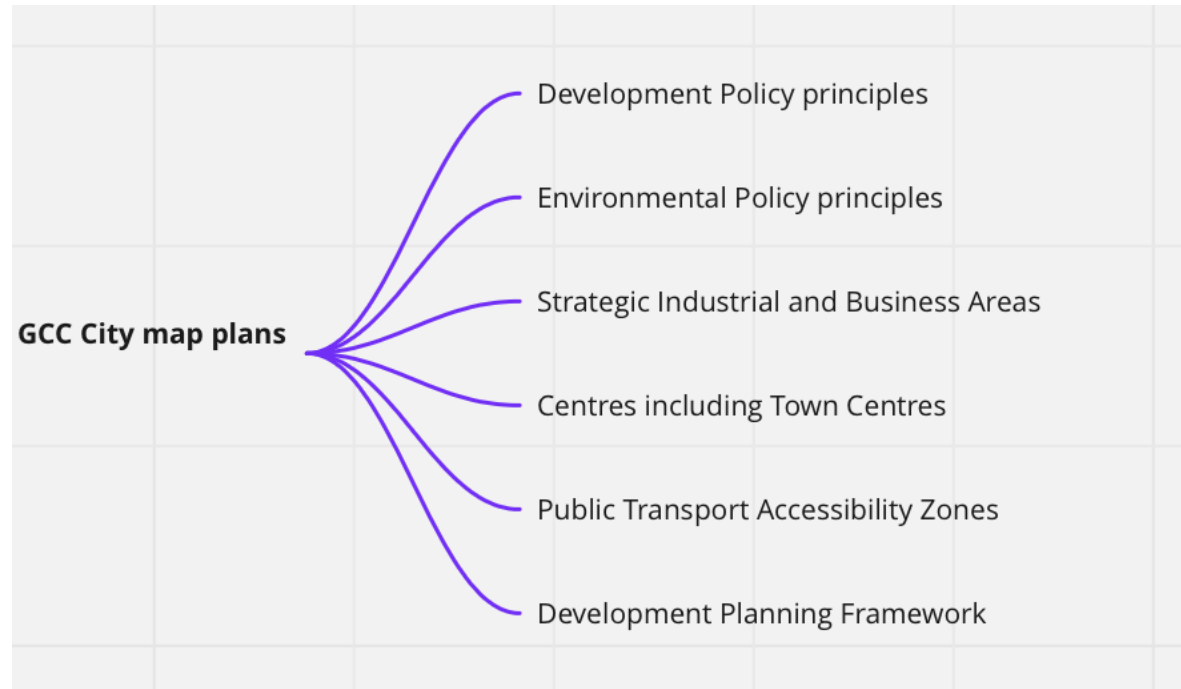 GCC City map plans
Development Policy principles
Environmental Policy principles
Strategic Industrial and Business Areas
Centres including Town Centres
Public Transport Accessibility Zones
Development Planning Framework